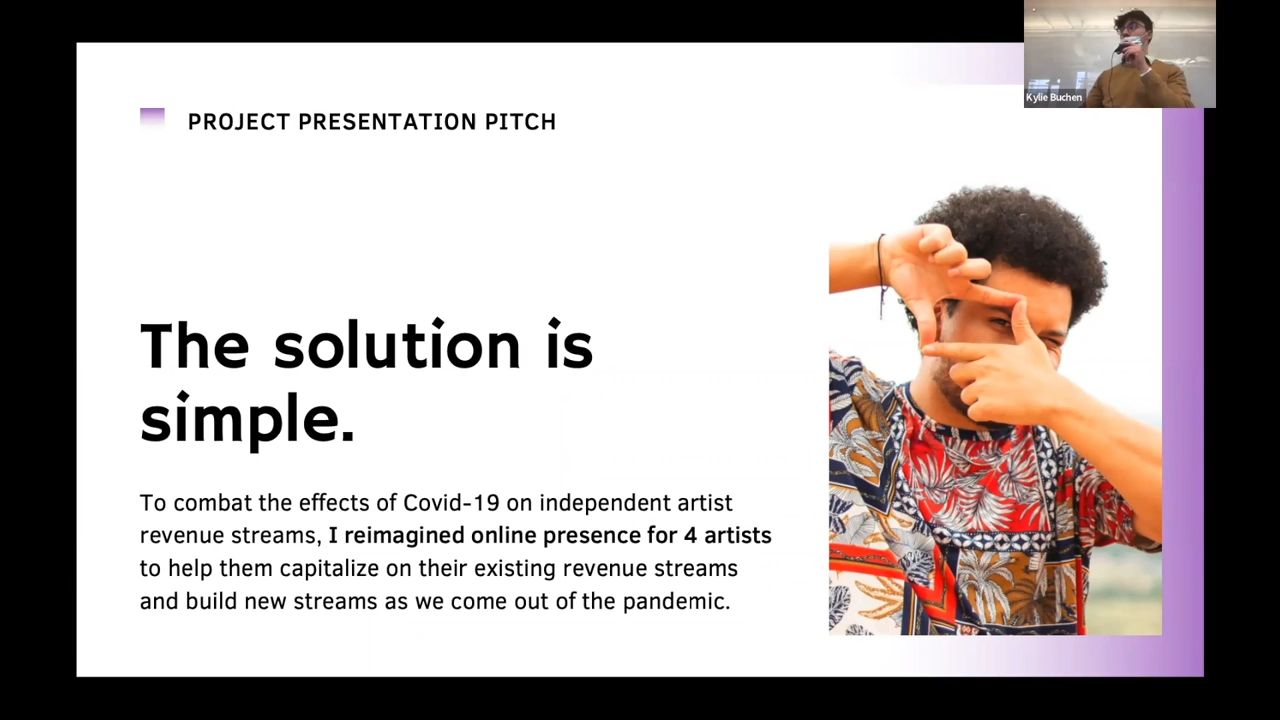 PROJECT PRESENTATION PITCH
Kylie Buchen
The solution is
simple.
To combat the effects of Covid-19 on independent artist
revenue streams, I reimagined online presence for 4 artists
to help them capitalize on their existing revenue streams
and build new streams as we come out of the pandemic.